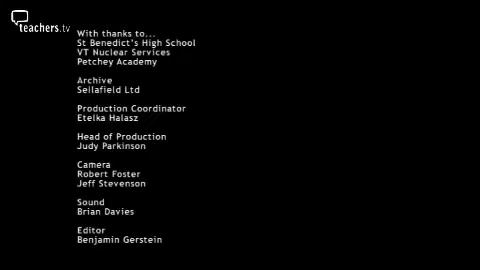 teachers.tv
With thanks to...
St Benedict's High School
VT Nuclear Services
Petchey Academy
Archive
Sellafield Ltd
Production Coordinator
Etelka Halasz
Head of Production
Judy Parkinson
Camera
Robert Foster
Jeff Stevenson
Sound
Brian Davies
Editor
Benjamin Gerstein